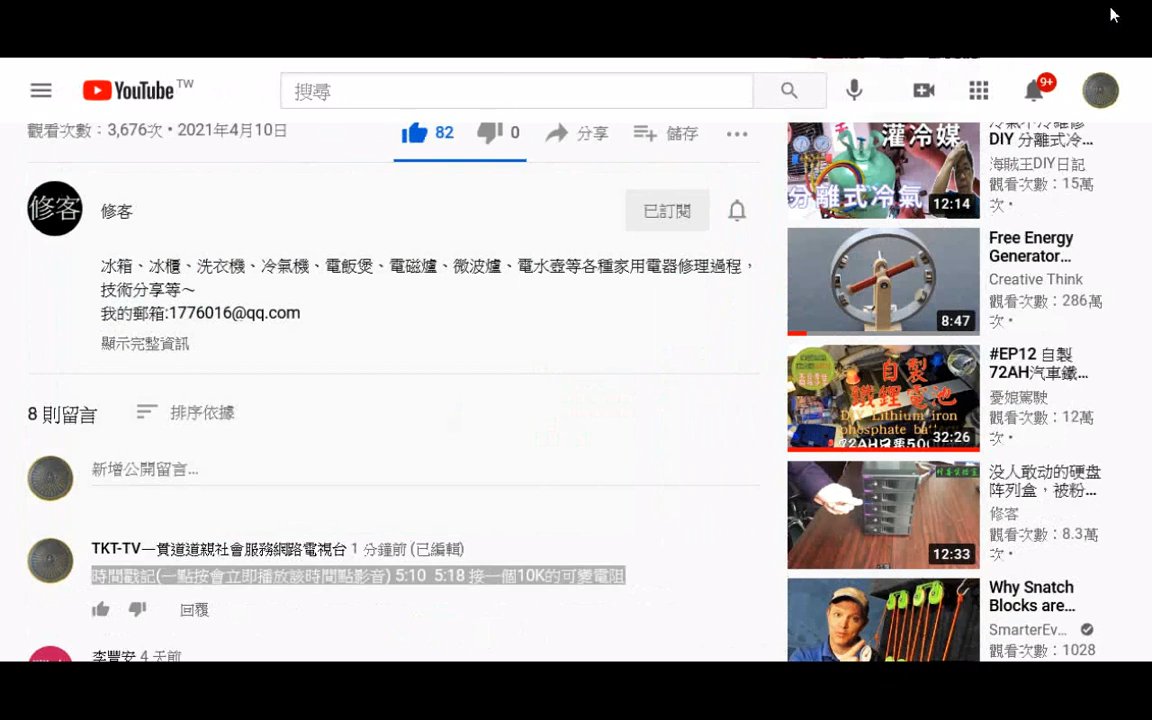 YouTube TW
搜尋
9+
觀看次數：3,676次 • 2021年4月10日
82
0
分享
儲存
修客
修客
已訂閱
冰箱、冰櫃、洗衣機、冷氣機、電飯煲、電磁爐、微波爐、電水壺等各種家用電器修理過程，
技術分享等～
我的郵箱:1776016@qq.com
顯示完整資訊
8 則留言
排序依據
新增公開留言...
TKT-TV一貫道道親社會服務網路電視台 1 分鐘前 (已編輯)
時間戳記(一點按會立即播放該時間點影音) 5:10 5:18 接一個10K的可變電阻
回覆
李豐安 4 天前
灌冷媒
分離式冷氣
12:14
DIY 分離式冷...
海賊王DIY日記
觀看次數：15萬
次 •
8:47
Free Energy
Generator...
Creative Think
觀看次數：286萬
次 •
自製
鐵鋰電池
DIY Lithium iron
phosphate
32:26
#EP12 自製
72AH汽車鐵...
憂娘駕駛
觀看次數：12萬
次 •
12:33
没人敢动的硬盘
阵列盒，被粉...
修客
觀看次數：8.3萬
次 •
Why Snatch
Blocks are...
SmarterEv...
觀看次數：1028